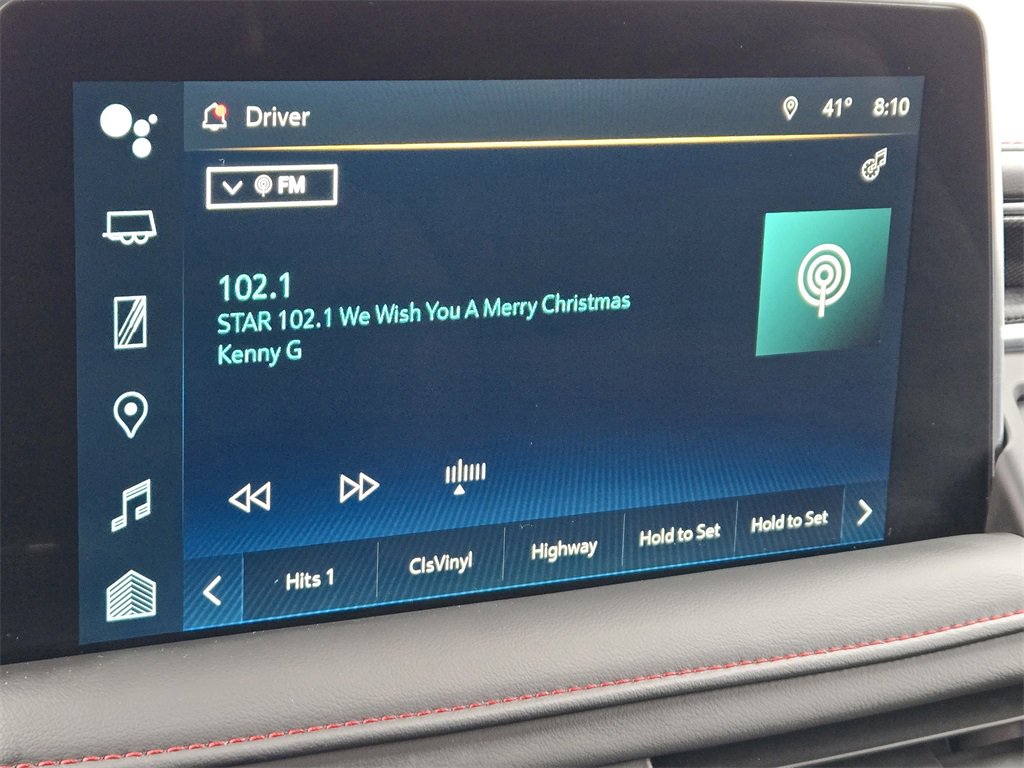 Driver
41° 8:10
FM
102.1
STAR 102.1 We Wish You A Merry Christmas
Kenny G
Hits 1
ClsVinyl
Highway
Hold to Set
Hold to Set